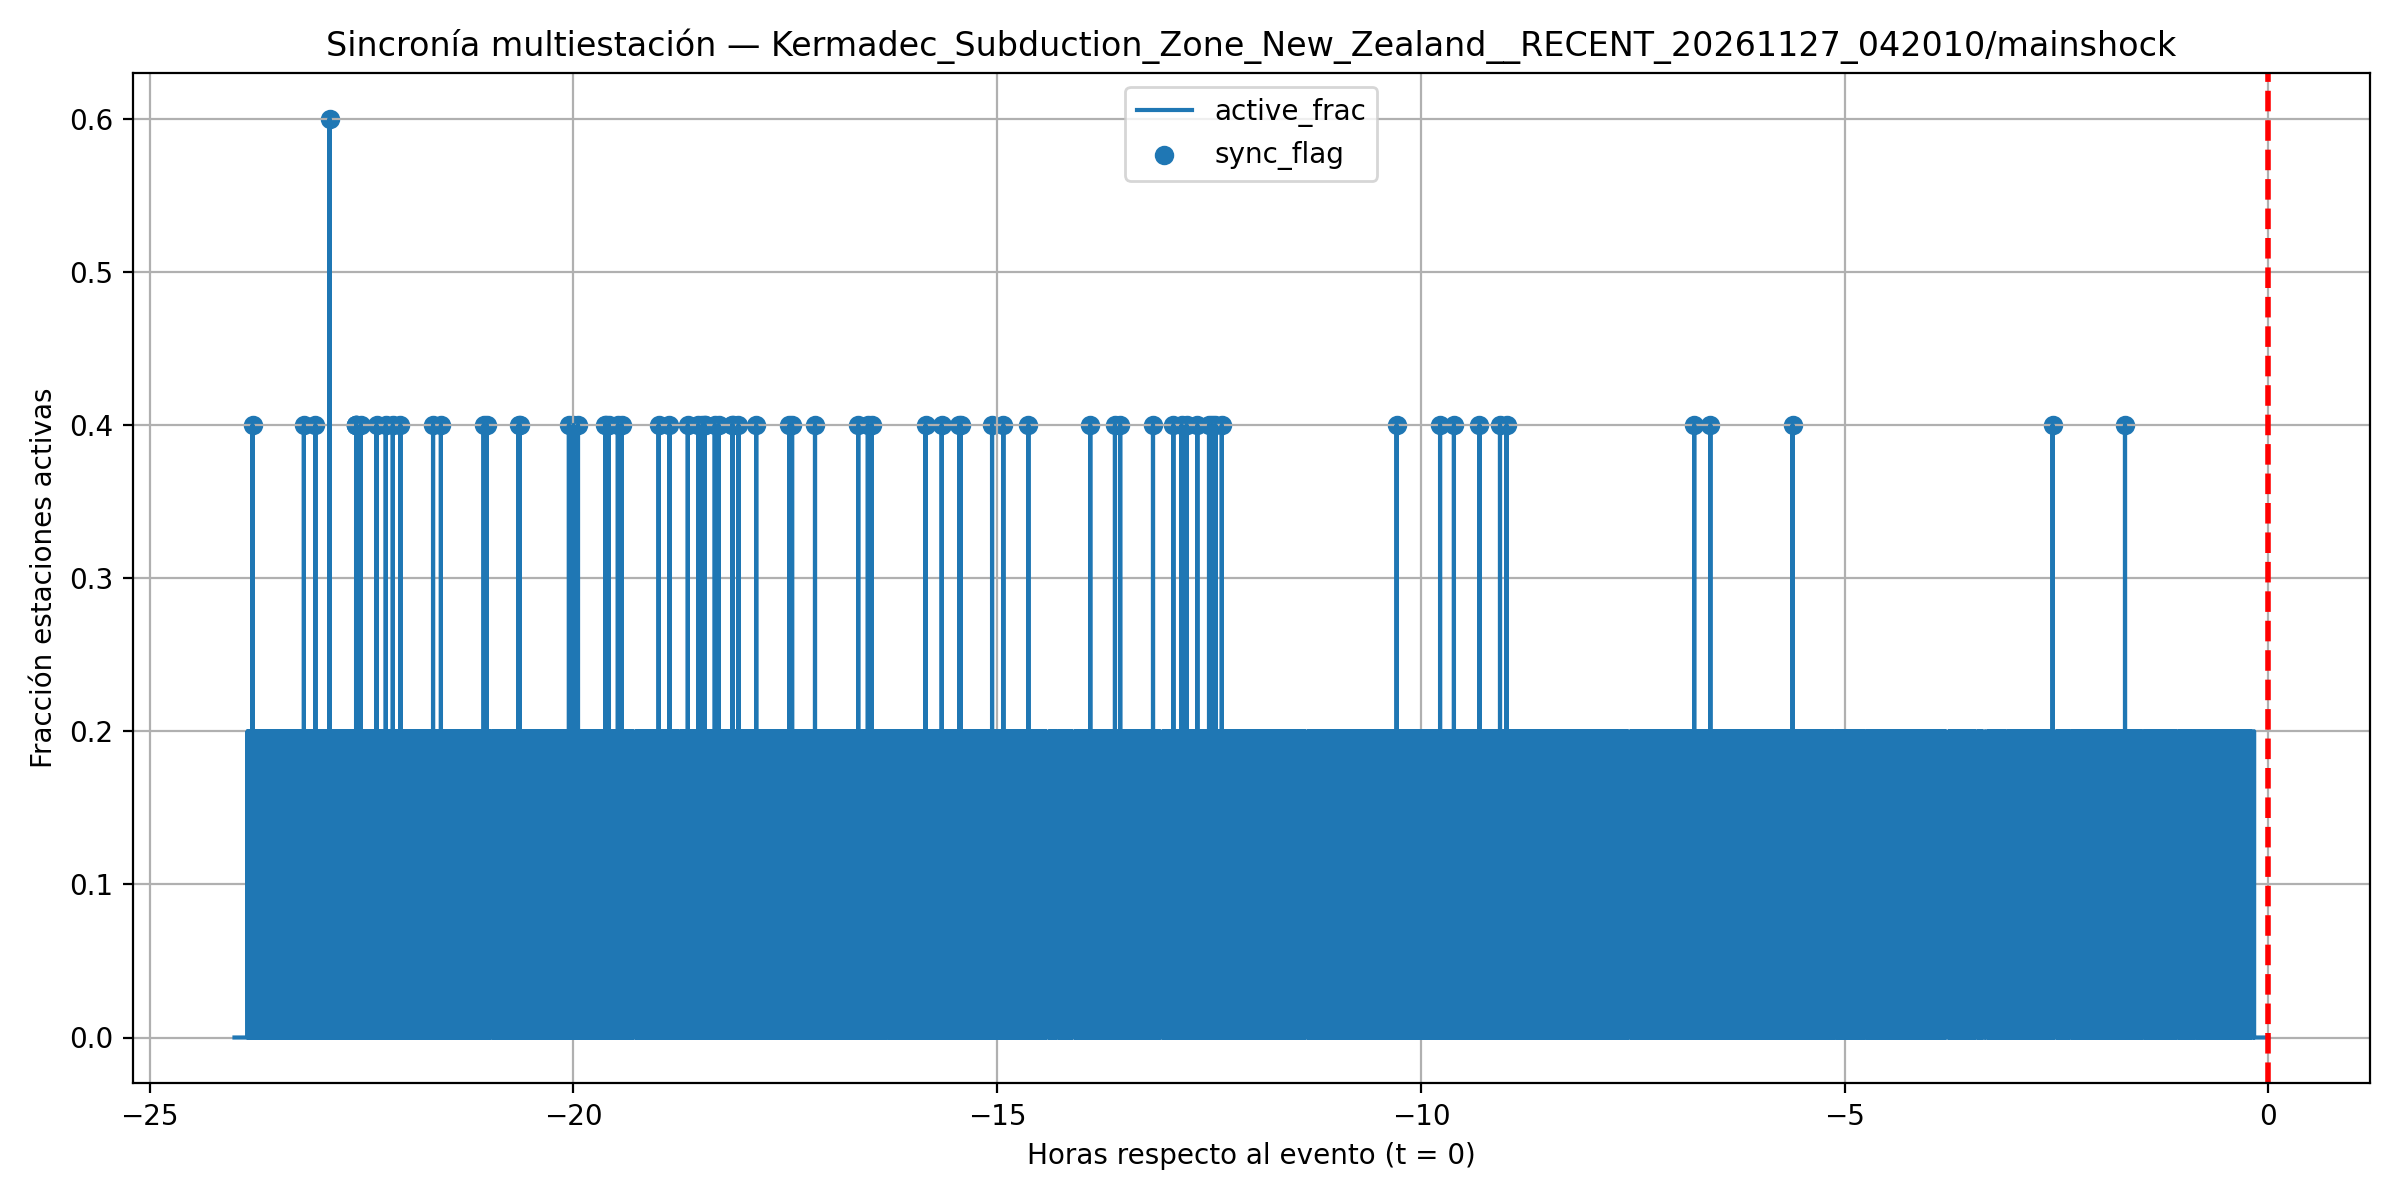 Sincronía multiestación — Kermadec_Subduction_Zone_New_Zealand__RECENT_20261127_042010/mainshock
active_frac
sync_flag
Fracción estaciones activas
0.6
0.5
0.4
0.3
0.2
0.1
0.0
−25 −20 −15 −10 −5 0
Horas respecto al evento (t = 0)